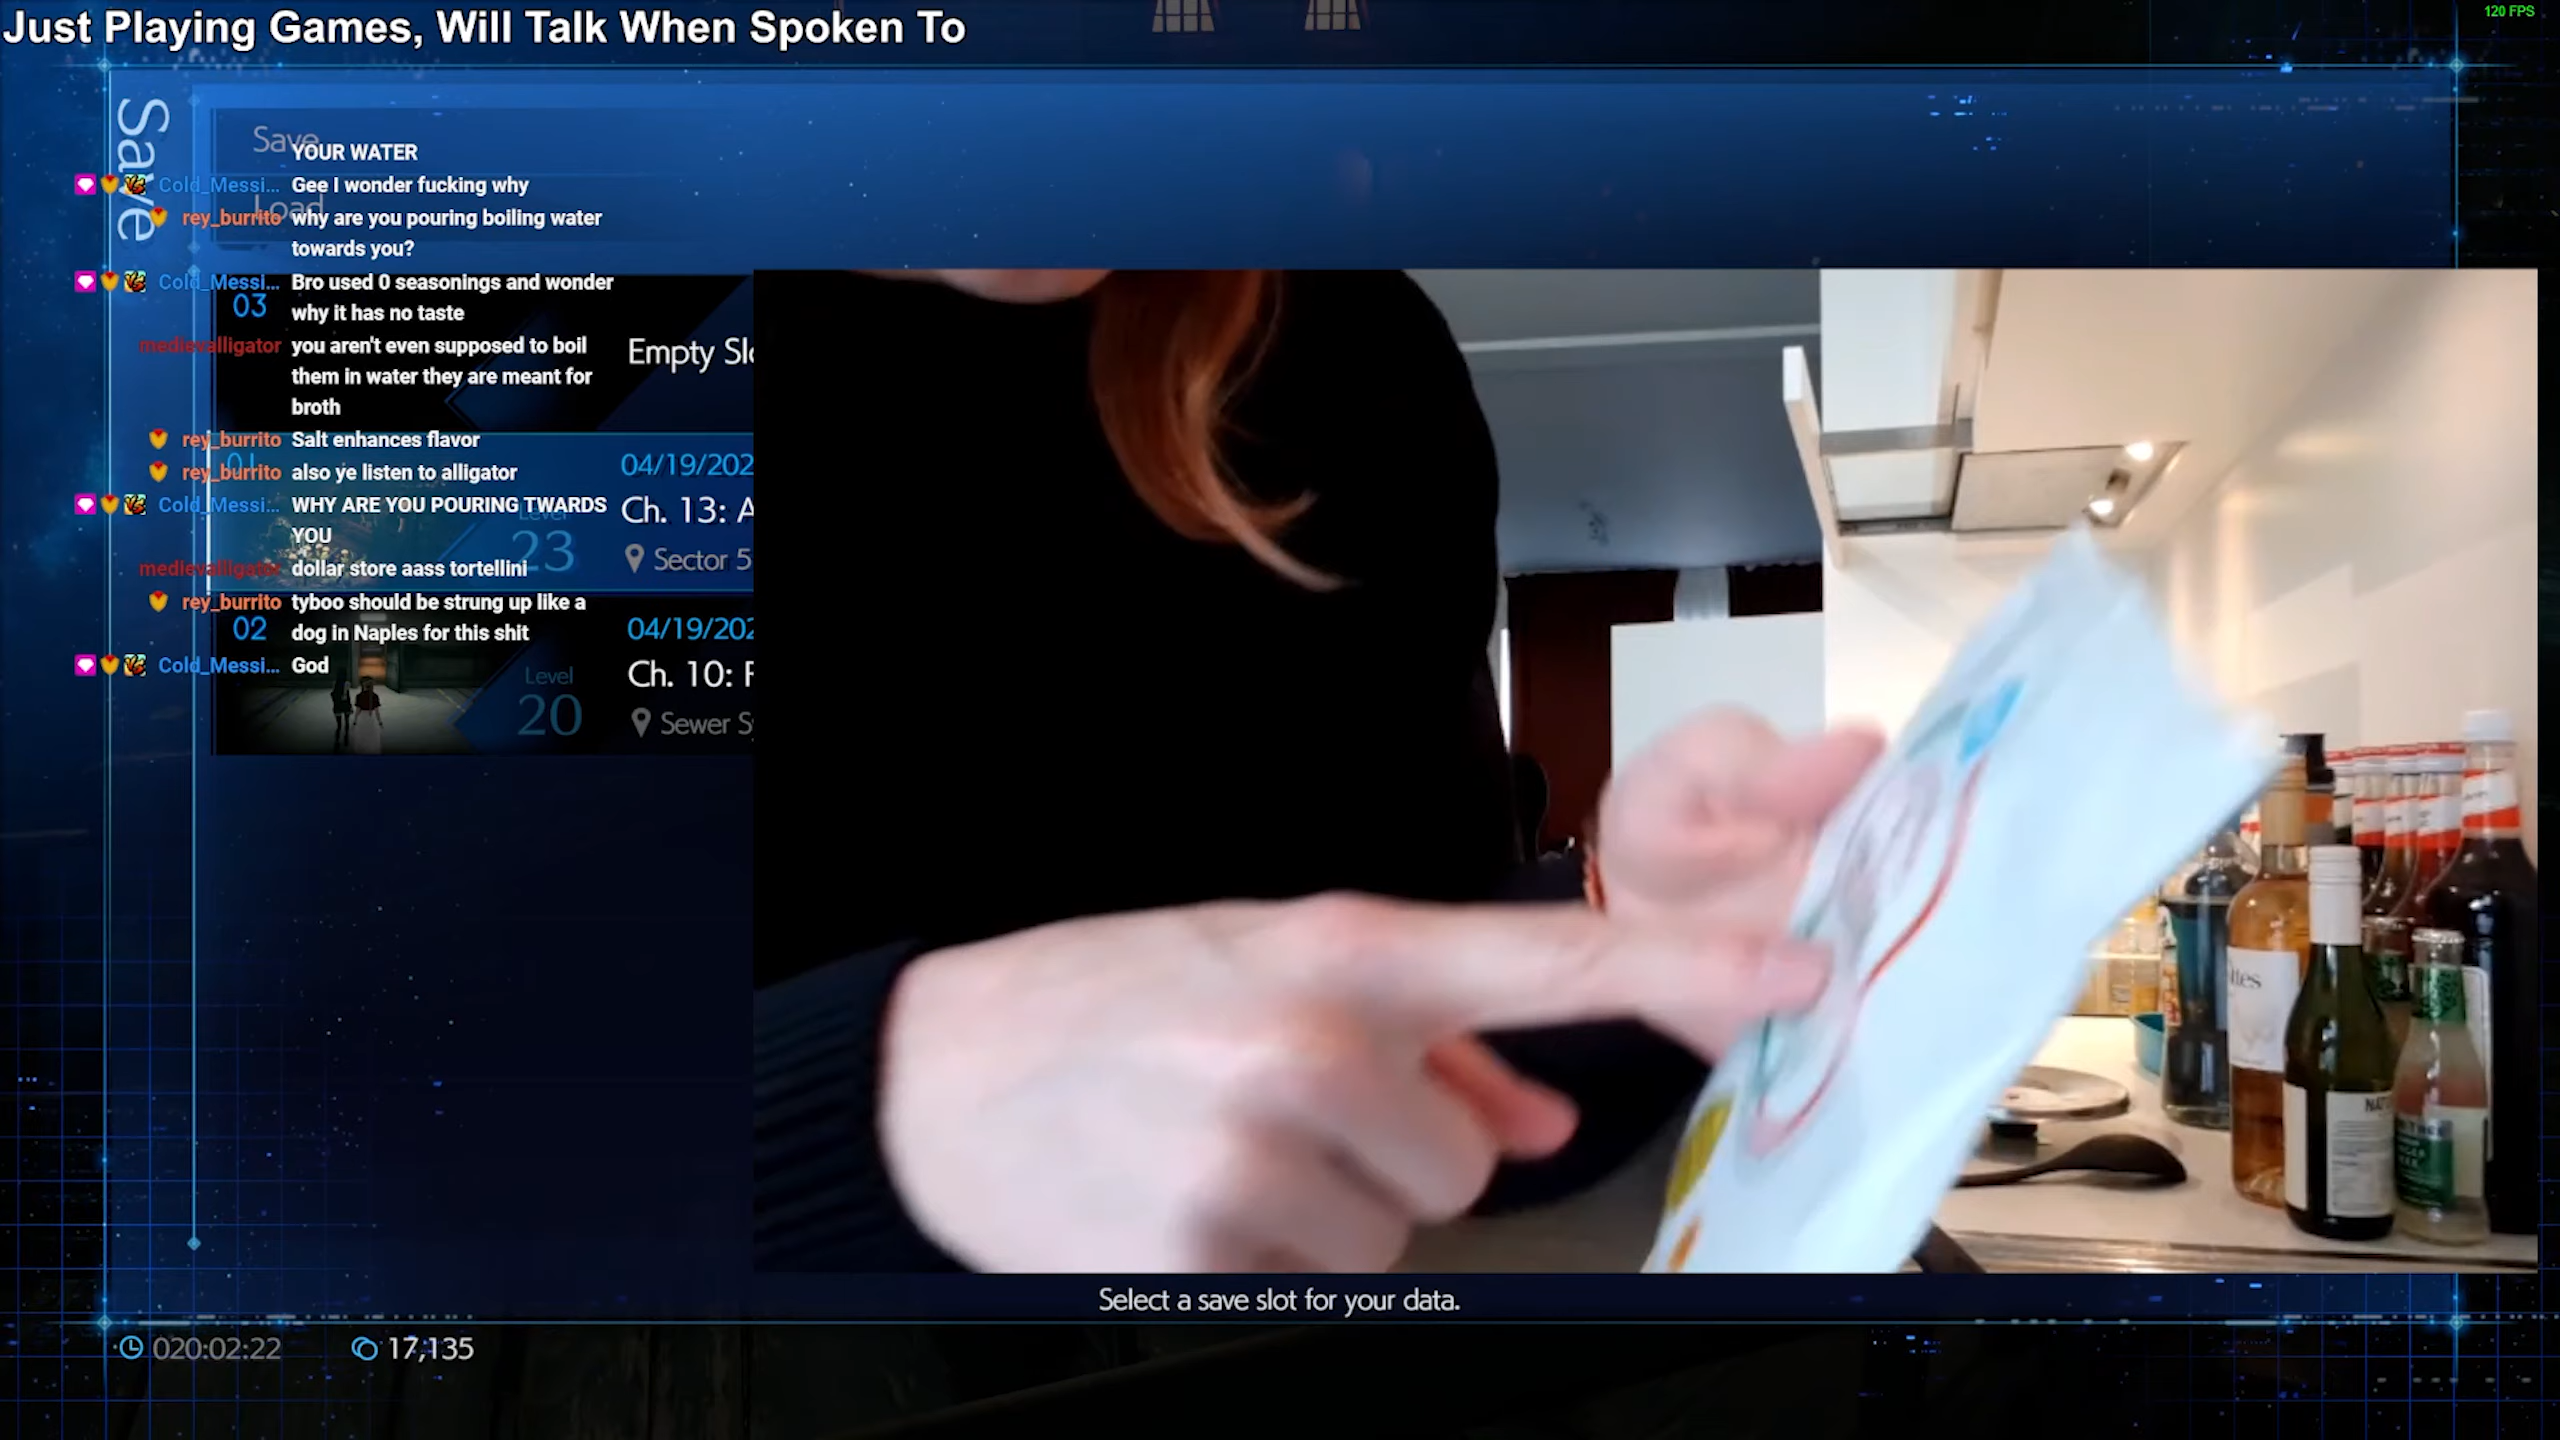 Just Playing Games, Will Talk When Spoken To
120 FPS
Save
Save
Load
YOUR WATER
Cold_Messi... Gee I wonder fucking why
rey_burrito why are you pouring boiling water
towards you?
Cold_Messi... Bro used 0 seasonings and wonder
why it has no taste
medievalligator you aren't even supposed to boil
them in water they are meant for
broth
rey_burrito Salt enhances flavor
rey_burrito also ye listen to alligator
Cold_Messi... WHY ARE YOU POURING TWARDS
YOU
medievalligator dollar store aass tortellini
rey_burrito tyboo should be strung up like a
dog in Naples for this shit
Cold_Messi... God
03
Empty
01
04/19/202
Ch. 13: A
Level
23
Sector 5
02
04/19/202
Ch. 10:
Level
20
Sewer
Select a save slot for your data.
020:02:22
17,135